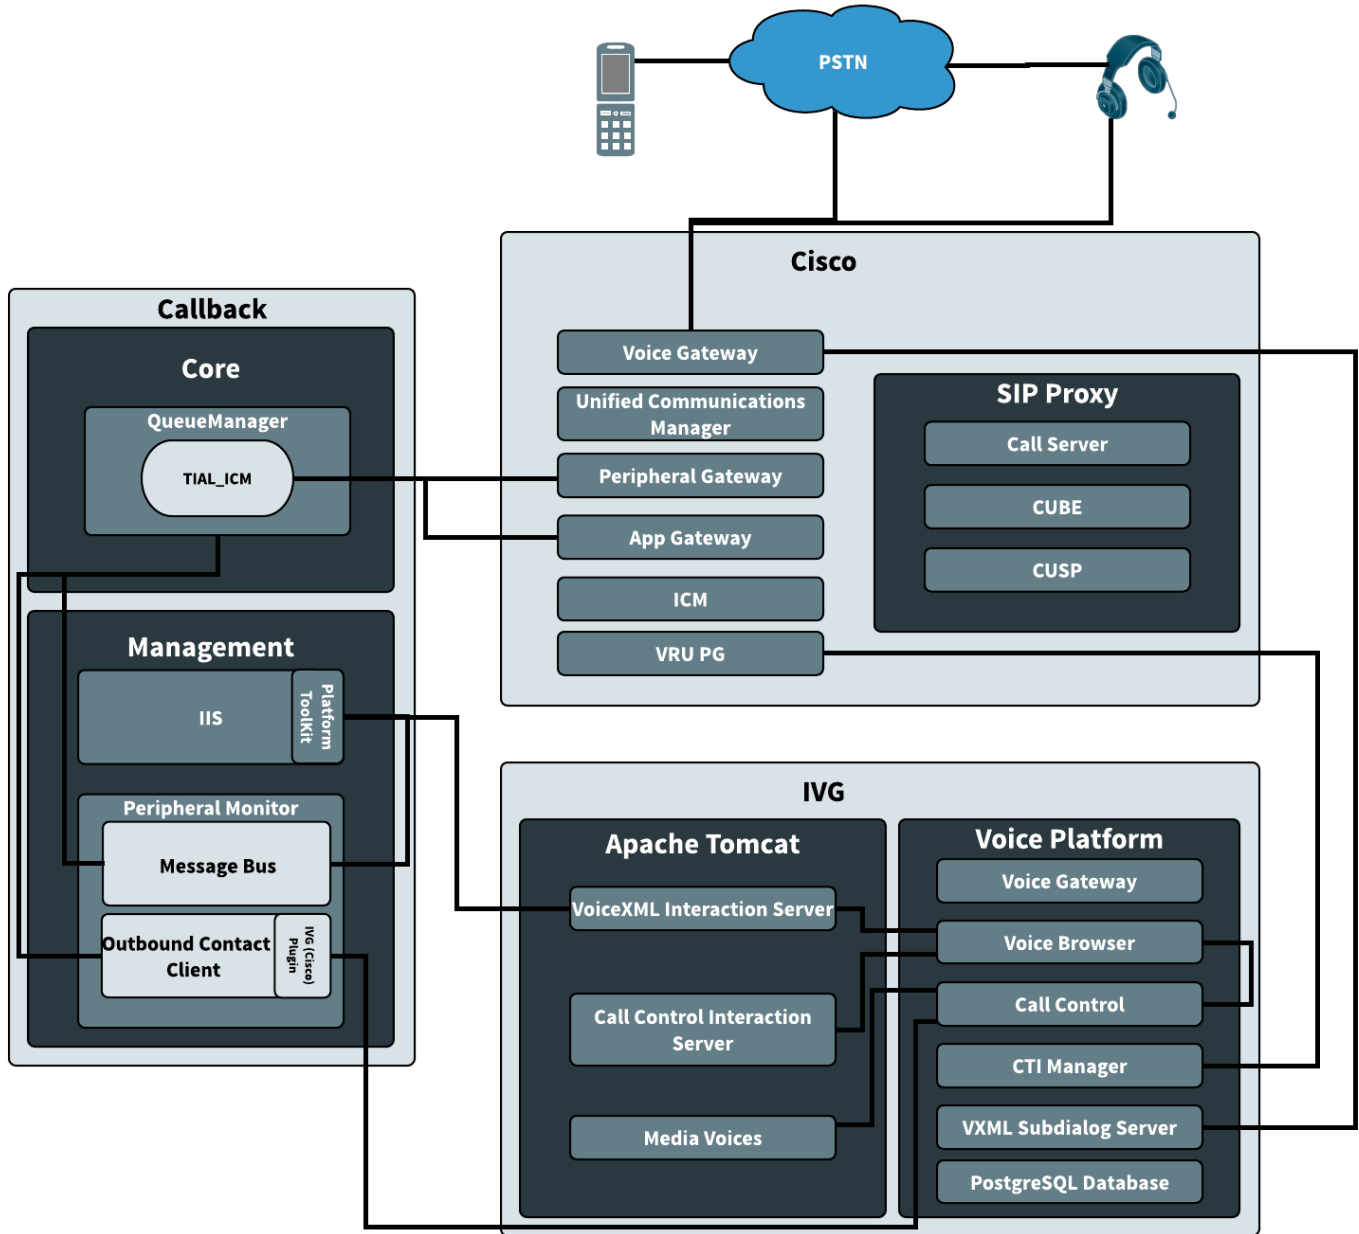 PSTN
Cisco
Voice Gateway
Unified Communications
Manager
Peripheral Gateway
App Gateway
ICM
VRU PG
SIP Proxy
Call Server
CUBE
CUSP
Callback
Core
QueueManager
TIAL_ICM
Management
IIS
Platform
ToolKit
Peripheral Monitor
Message Bus
Outbound Contact
Client
IVG (Cisco)
Plugin
IVG
Apache Tomcat
VoiceXML Interaction Server
Call Control Interaction
Server
Media Voices
Voice Platform
Voice Gateway
Voice Browser
Call Control
CTI Manager
VXML Subdialog Server
PostgreSQL Database